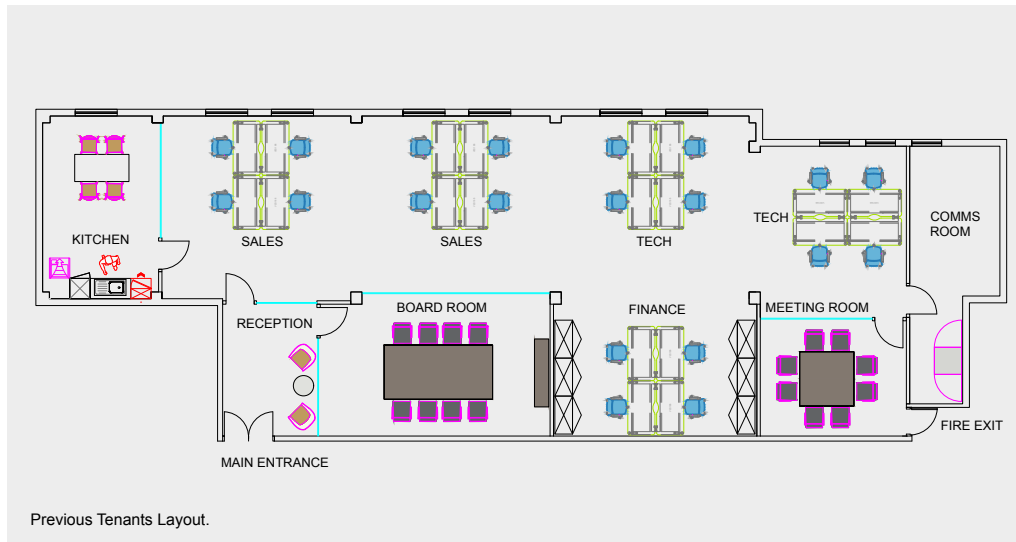 KITCHEN
SALES
SALES
TECH
TECH
COMMS
ROOM
RECEPTION
BOARD ROOM
FINANCE
MEETING ROOM
MAIN ENTRANCE
FIRE EXIT
Previous Tenants Layout.